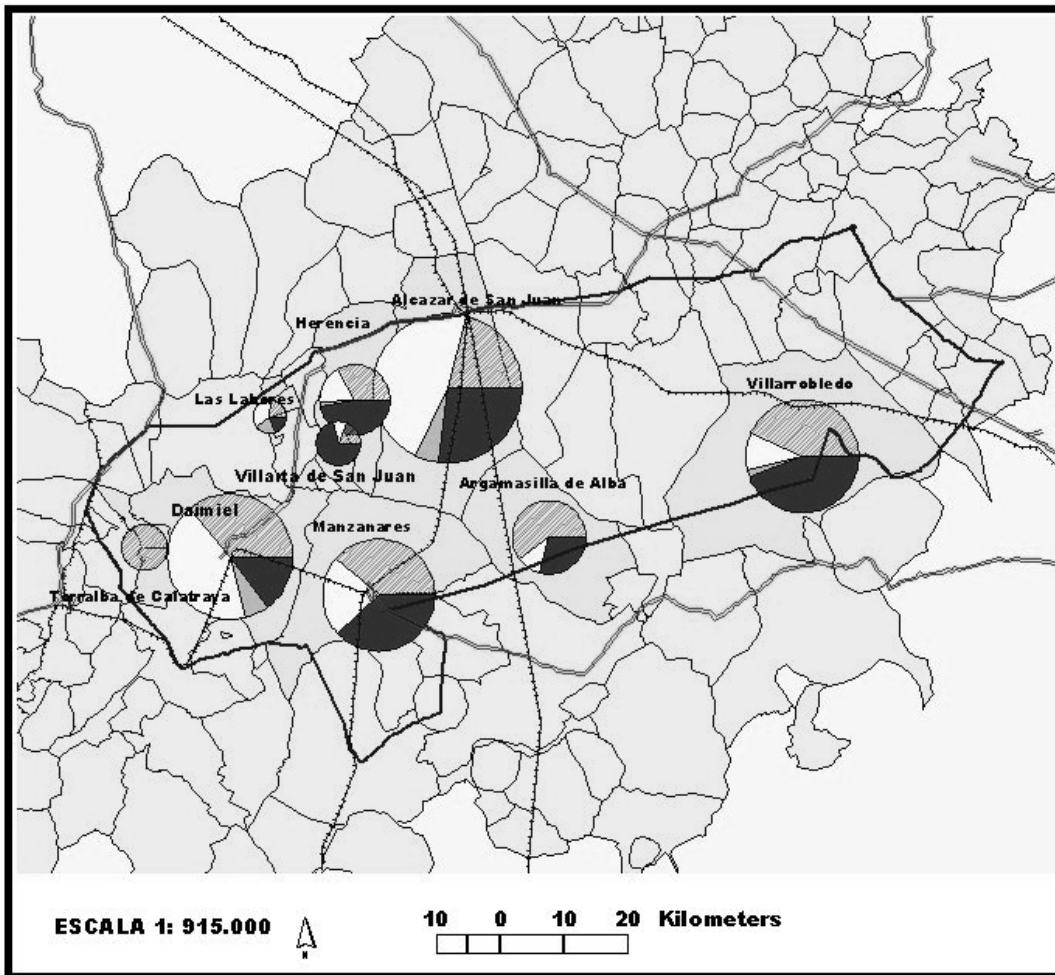 Alcazar de San Juan
Herencia
Villarrobledo
Las Labores
Villarta de San Juan
Argamasilla de Alba
Daimiel
Manzanares
Torralba de Calatrava
ESCALA 1: 915.000
N
10 0 10 20 Kilometers